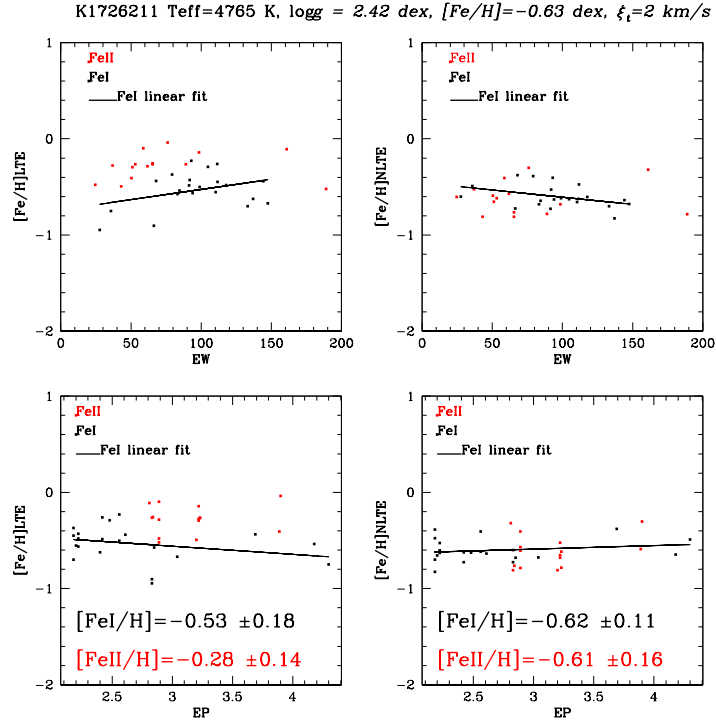 K1726211 Teff=4765 K, logg = 2.42 dex, [Fe/H]=−0.63 dex, ξt=2 km/s
FeII
FeI
FeI linear fit
[Fe/H]LTE
1
0
−1
−2
0 50 100 150 200
EW
FeII
FeI
FeI linear fit
[Fe/H]NLTE
1
0
−1
−2
0 50 100 150 200
EW
FeII
FeI
FeI linear fit
[Fe/H]LTE
1
0
−1
−2
[FeI/H]=−0.53 ±0.18
[FeII/H]=−0.28 ±0.14
2.5 3 3.5 4
EP
FeII
FeI
FeI linear fit
[Fe/H]NLTE
1
0
−1
−2
[FeI/H]=−0.62 ±0.11
[FeII/H]=−0.61 ±0.16
2.5 3 3.5 4
EP